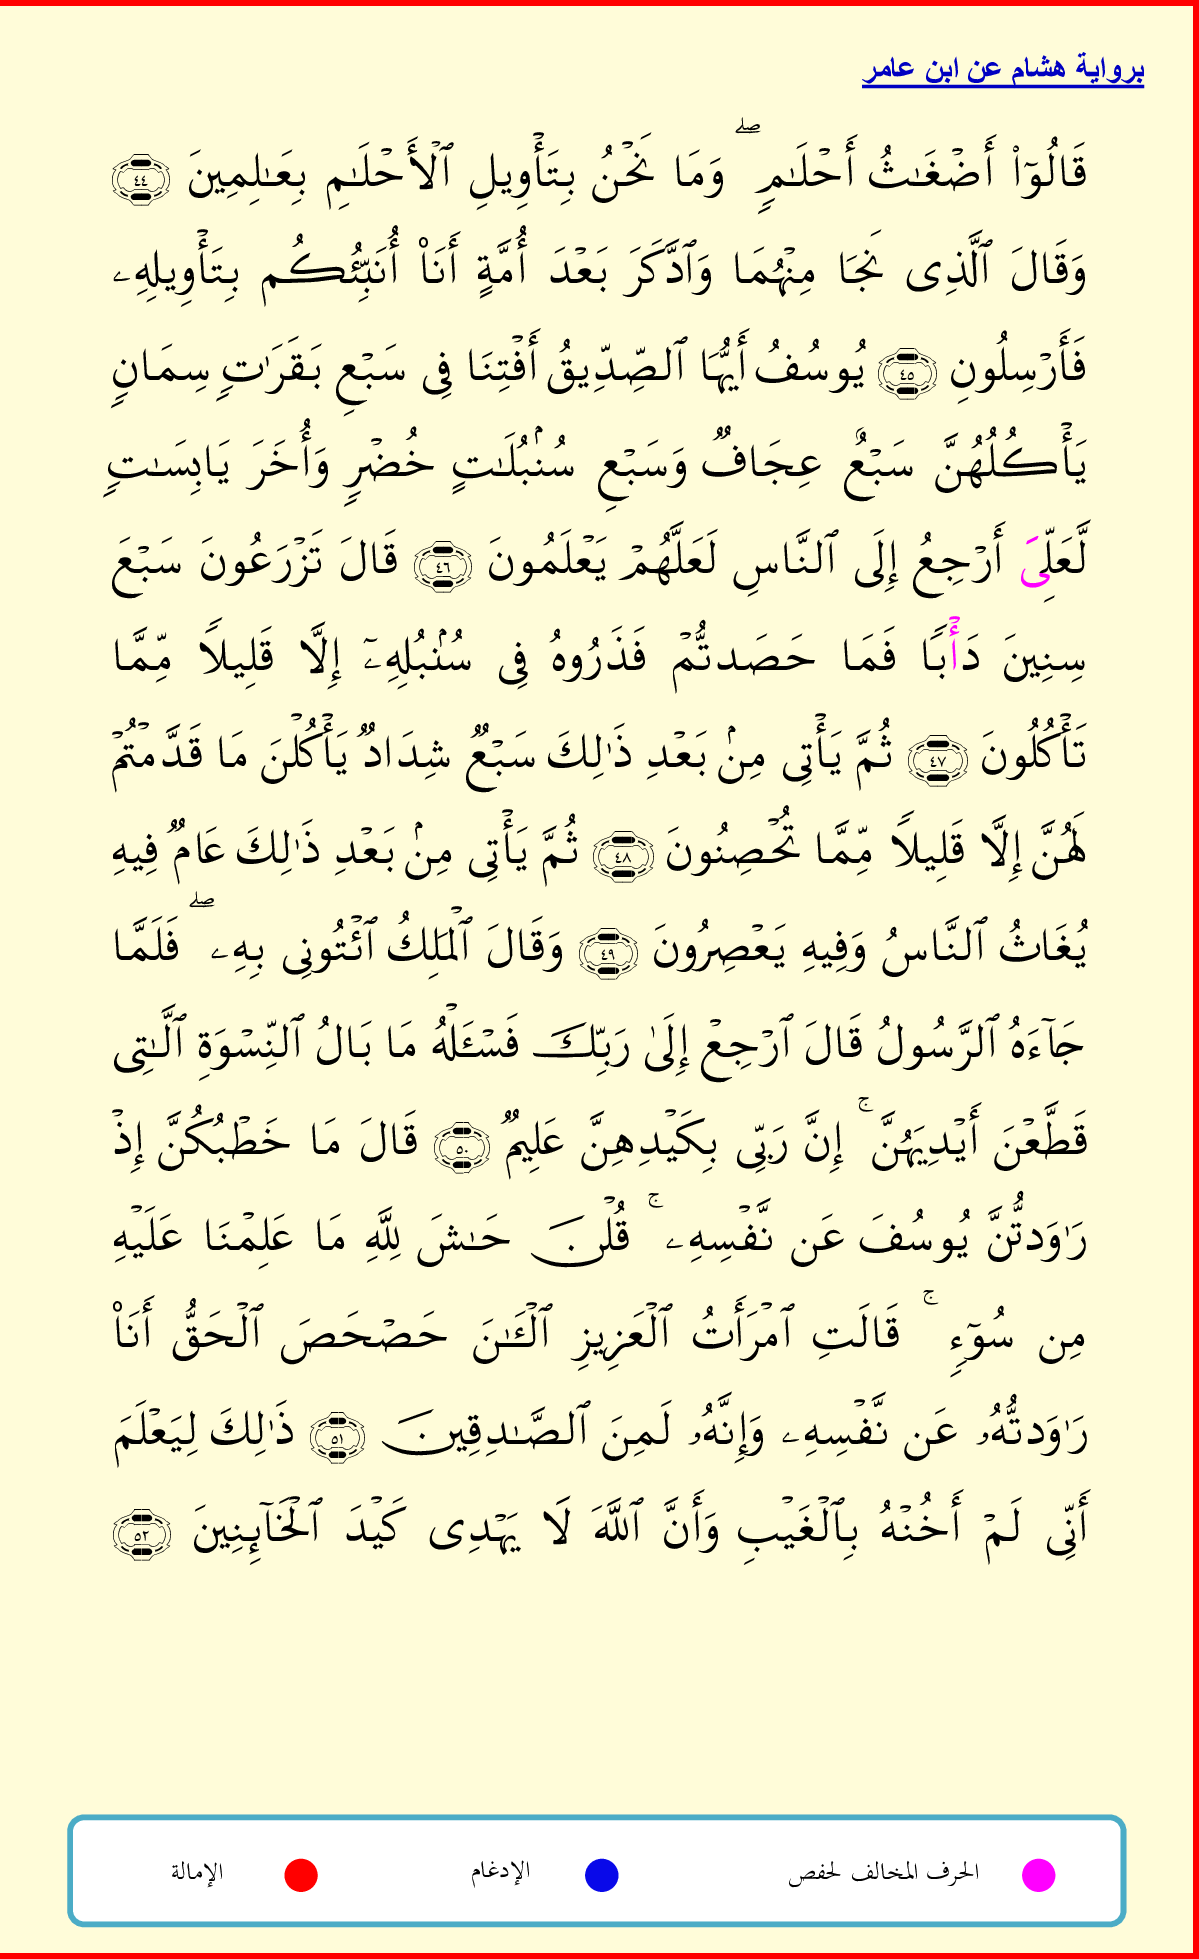 برواية هشام عن ابن عامر
قَالُوٓاْ أَضۡغَٰثُ أَحۡلَٰمٖۖ وَمَا نَحۡنُ بِتَأۡوِيلِ ٱلۡأَحۡلَٰمِ بِعَٰلِمِينَ ٤٤
وَقَالَ ٱلَّذِي نَجَا مِنۡهُمَا وَٱدَّكَرَ بَعۡدَ أُمَّةٍ أَنَا۠ أُنَبِّئُكُم بِتَأۡوِيلِهِۦ
فَأَرۡسِلُونِ ٤٥ يُوسُفُ أَيُّهَا ٱلصِّدِّيقُ أَفۡتِنَا فِي سَبۡعِ بَقَرَٰتٖ سِمَانٖ
يَأۡكُلُهُنَّ سَبۡعٌ عِجَافٞ وَسَبۡعِ سُنۢبُلَٰتٍ خُضۡرٖ وَأُخَرَ يَابِسَٰتٖ
لَّعَلِّيَ أَرۡجِعُ إِلَى ٱلنَّاسِ لَعَلَّهُمۡ يَعۡلَمُونَ ٤٦ قَالَ تَزۡرَعُونَ سَبۡعَ
سِنِينَ دَأۡبٗا فَمَا حَصَدتُّمۡ فَذَرُوهُ فِي سُنۢبُلِهِۦٓ إِلَّا قَلِيلٗا مِّمَّا
تَأۡكُلُونَ ٤٧ ثُمَّ يَأۡتِي مِنۢ بَعۡدِ ذَٰلِكَ سَبۡعٞ شِدَادٞ يَأۡكُلۡنَ مَا قَدَّمۡتُمۡ
لَهُنَّ إِلَّا قَلِيلٗا مِّمَّا تُحۡصِنُونَ ٤٨ ثُمَّ يَأۡتِي مِنۢ بَعۡدِ ذَٰلِكَ عَامٞ فِيهِ
يُغَاثُ ٱلنَّاسُ وَفِيهِ يَعۡصِرُونَ ٤٩ وَقَالَ ٱلۡمَلِكُ ٱئۡتُونِي بِهِۦۖ فَلَمَّا
جَآءَهُ ٱلرَّسُولُ قَالَ ٱرۡجِعۡ إِلَىٰ رَبِّكَ فَسۡـَٔلۡهُ مَا بَالُ ٱلنِّسۡوَةِ ٱلَّٰتِي
قَطَّعۡنَ أَيۡدِيَهُنَّۚ إِنَّ رَبِّي بِكَيۡدِهِنَّ عَلِيمٞ ٥٠ قَالَ مَا خَطۡبُكُنَّ إِذۡ
رَٰوَدتُّنَّ يُوسُفَ عَن نَّفۡسِهِۦۚ قُلۡنَ حَٰشَ لِلَّهِ مَا عَلِمۡنَا عَلَيۡهِ
مِن سُوٓءٖۚ قَالَتِ ٱمۡرَأَتُ ٱلۡعَزِيزِ ٱلۡـَٰٔنَ حَصۡحَصَ ٱلۡحَقُّ أَنَا۠
رَٰوَدتُّهُۥ عَن نَّفۡسِهِۦ وَإِنَّهُۥ لَمِنَ ٱلصَّٰدِقِينَ ٥١ ذَٰلِكَ لِيَعۡلَمَ
أَنِّي لَمۡ أَخُنۡهُ بِٱلۡغَيۡبِ وَأَنَّ ٱللَّهَ لَا يَهۡدِي كَيۡدَ ٱلۡخَآئِنِينَ ٥٢
الحرف المخالف لحفص الإدغام الإمالة